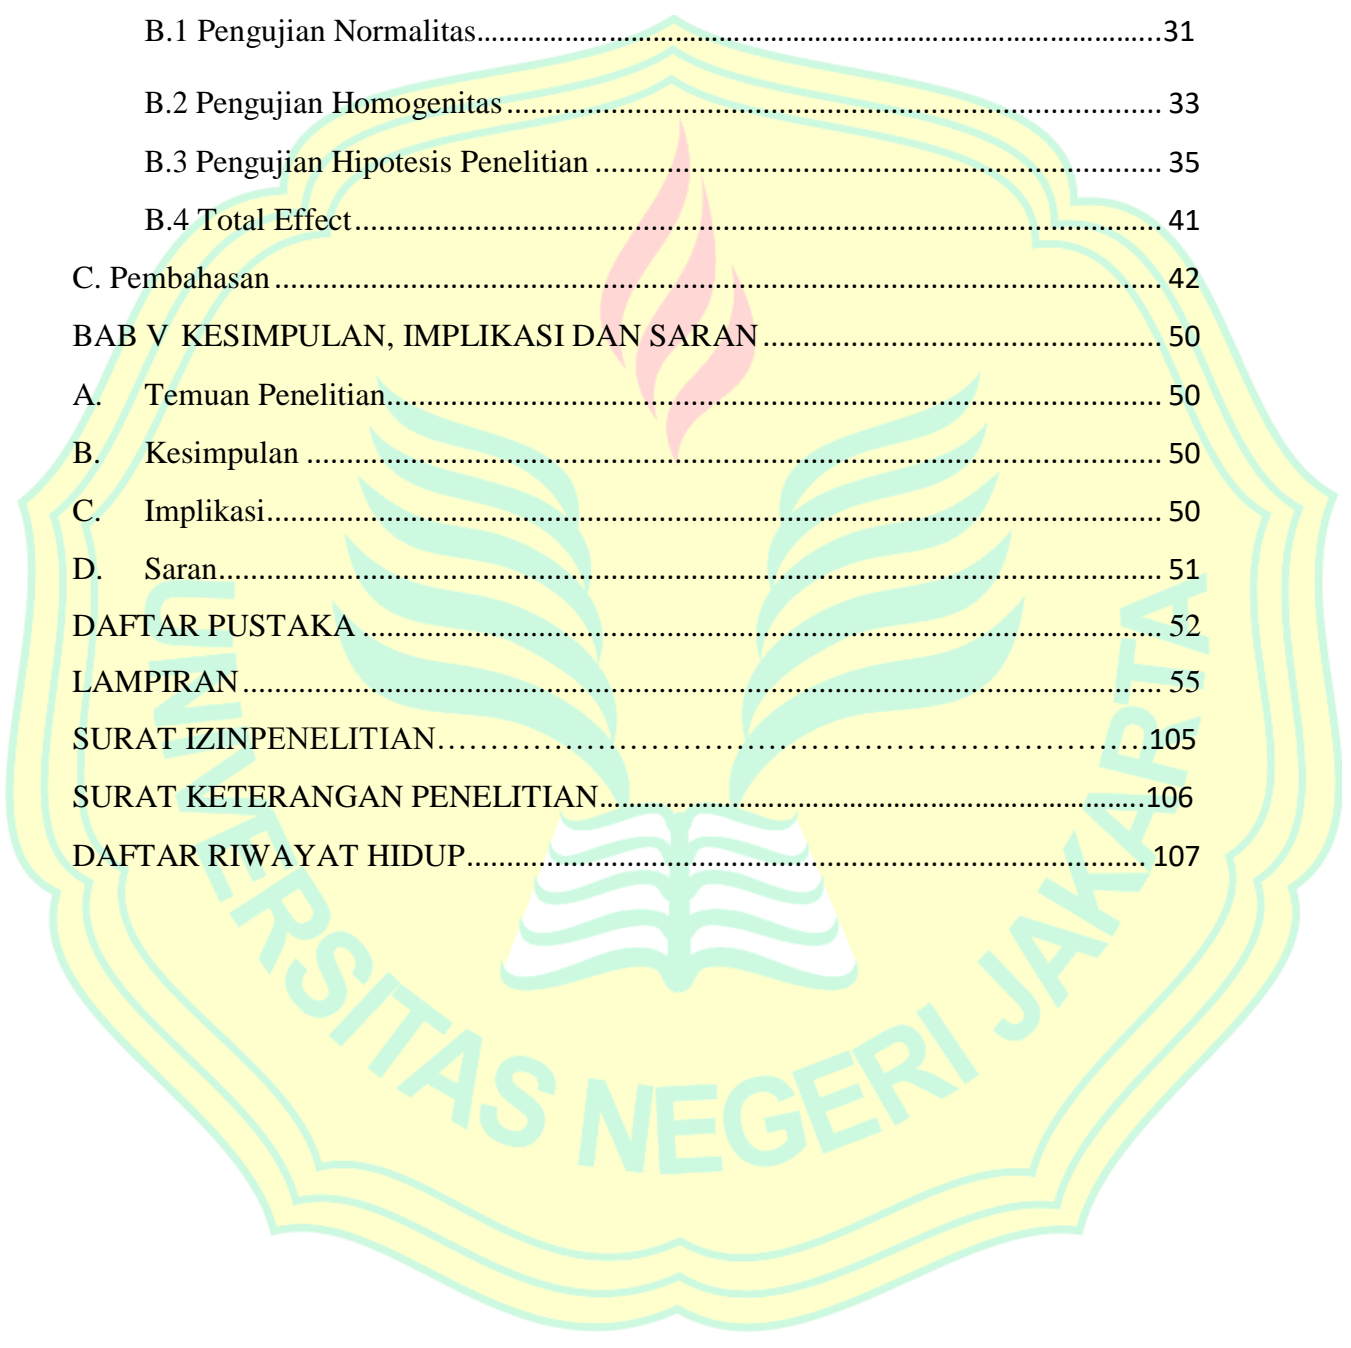 B.1 Pengujian Normalitas..........31
B.2 Pengujian Homogenitas.......... 33
B.3 Pengujian Hipotesis Penelitian .......... 35
B.4 Total Effect.......... 41
C. Pembahasan .......... 42
BAB V KESIMPULAN, IMPLIKASI DAN SARAN .......... 50
A. Temuan Penelitian.......... 50
B. Kesimpulan .......... 50
C. Implikasi.......... 50
D. Saran.......... 51
DAFTAR PUSTAKA .......... 52
LAMPIRAN .......... 55
SURAT IZINPENELITIAN..........105
SURAT KETERANGAN PENELITIAN..........106
DAFTAR RIWAYAT HIDUP.......... 107
UNIVERSITAS NEGERI JAKARTA